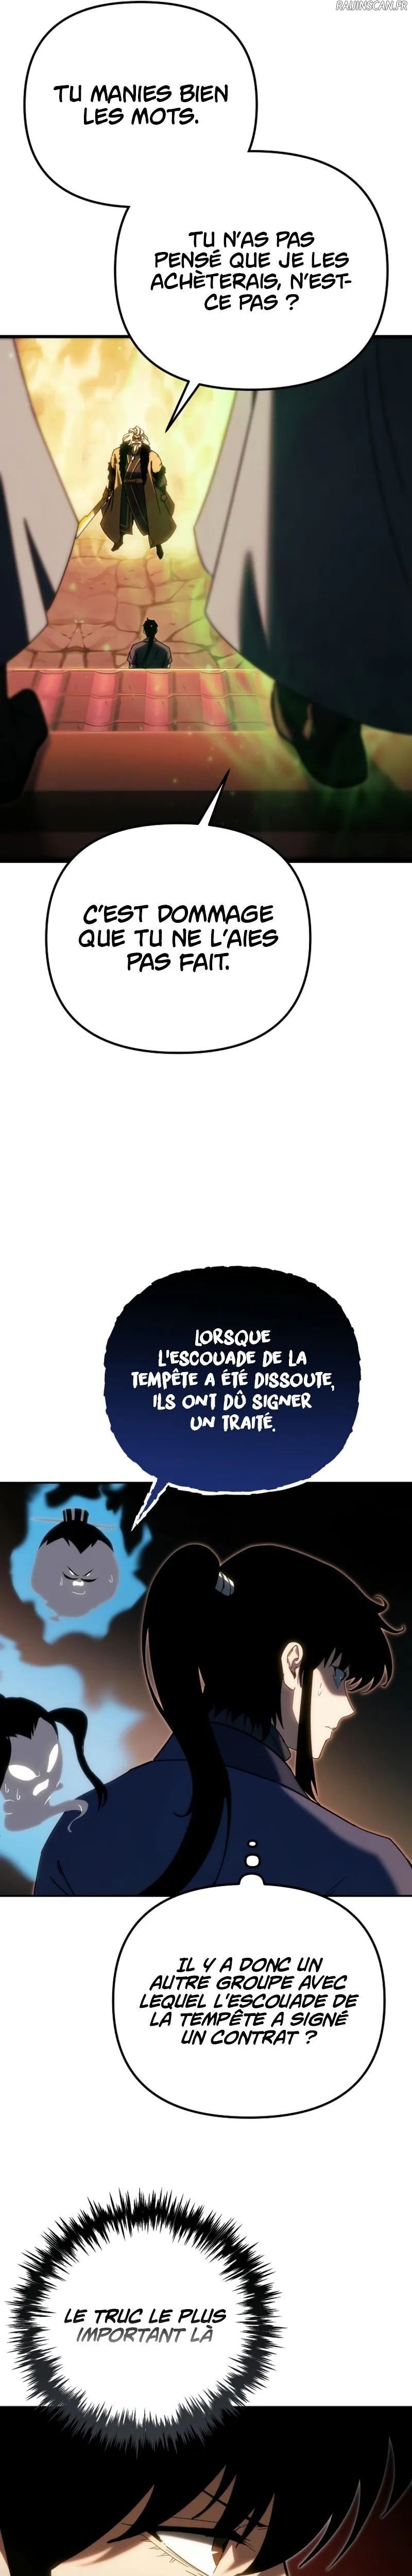 RAIJINSCAN.FR
TU MANIES BIEN
LES MOTS.
TU N'AS PAS
PENSÉ QUE JE LES
ACHÈTERAIS, N'EST-
CE PAS ?
C'EST DOMMAGE
QUE TU NE L'AIES
PAS FAIT.
LORSQUE
L'ESCOUADE DE LA
TEMPÊTE A ÉTÉ DISSOUTE,
ILS ONT DÛ SIGNER
UN TRAITÉ.
IL Y A DONC UN
AUTRE GROUPE AVEC
LEQUEL L'ESCOUADE DE
LA TEMPÊTE A SIGNÉ
UN CONTRAT ?
LE TRUC LE PLUS
IMPORTANT LÀ